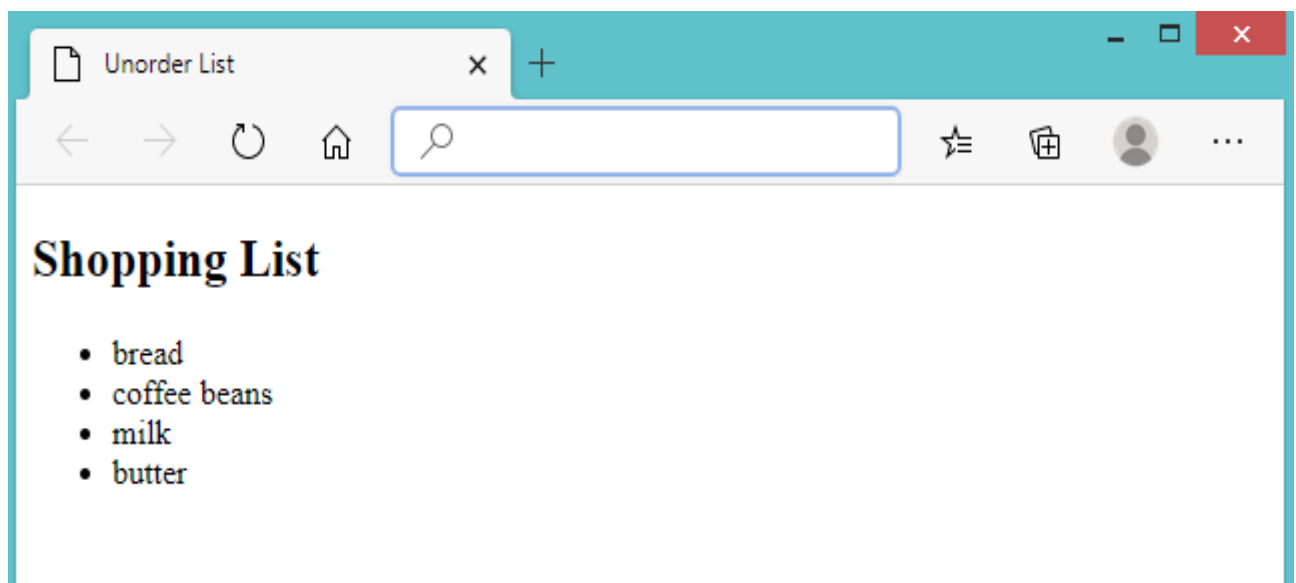 Unorder List
Shopping List
bread
coffee beans
milk
butter